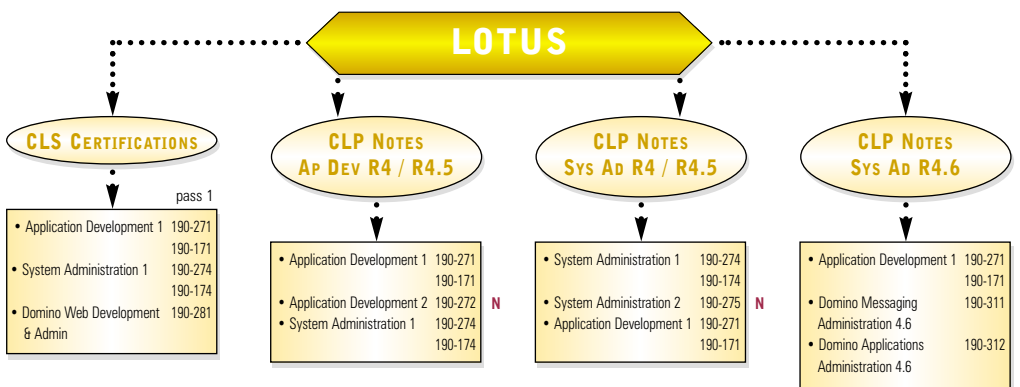 LOTUS
CLS CERTIFICATIONS
pass 1
• Application Development 1 190-271
190-171
• System Administration 1 190-274
190-174
• Domino Web Development 190-281
& Admin
CLP NOTES
AP DEV R4 / R4.5
• Application Development 1 190-271
190-171
• Application Development 2 190-272 N
• System Administration 1 190-274
190-174
CLP NOTES
SYS AD R4 / R4.5
• System Administration 1 190-274
190-174
• System Administration 2 190-275 N
• Application Development 1 190-271
190-171
CLP NOTES
SYS AD R4.6
• Application Development 1 190-271
190-171
• Domino Messaging 190-311
Administration 4.6
• Domino Applications 190-312
Administration 4.6